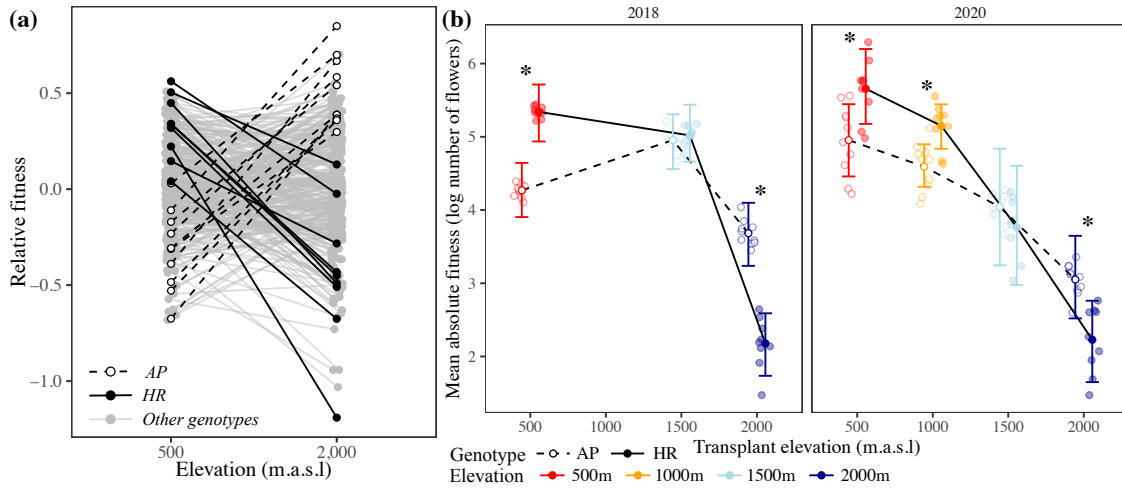 (a)
Relative fitness
0.5
0.0
−0.5
−1.0
AP
HR
Other genotypes
500
2,000
Elevation (m.a.s.l)
(b)
2018
2020
Mean absolute fitness (log number of flowers)
6
5
4
3
2
*
*
*
*
*
500
1000
1500
2000
500
1000
1500
2000
Transplant elevation (m.a.s.l)
Genotype AP HR
Elevation 500m 1000m 1500m 2000m